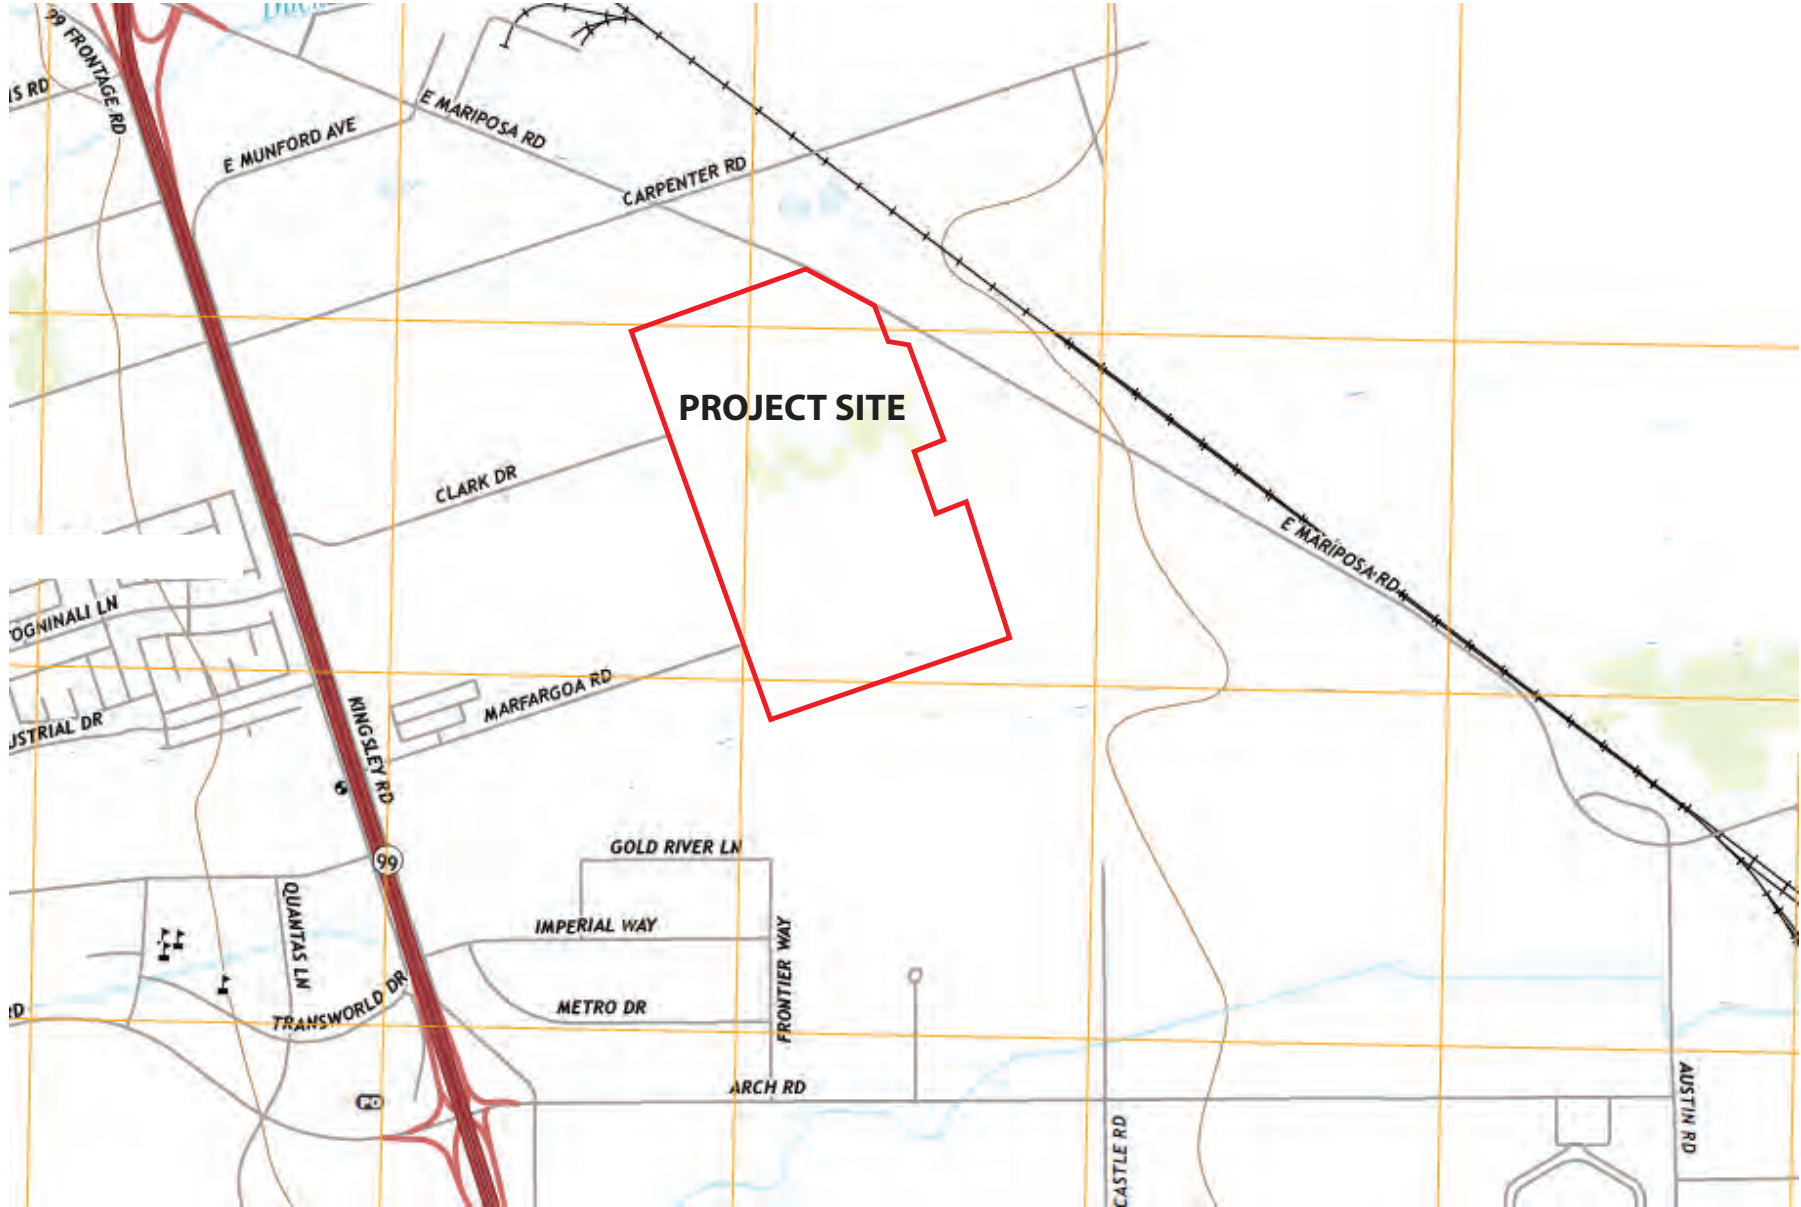 99 FRONTAGE RD
E MARIPOSA RD
E MUNFORD AVE
CARPENTER RD
PROJECT SITE
CLARK DR
E MARIPOSA RD
OGNINALI LN
MARFARGOA RD
USTRIAL DR
KINGSLEY RD
99
GOLD RIVER LN
QUANTAS LN
IMPERIAL WAY
FRONTIER WAY
TRANSWORLD DR
METRO DR
RD
ARCH RD
PO
CASTLE RD
AUSTIN RD